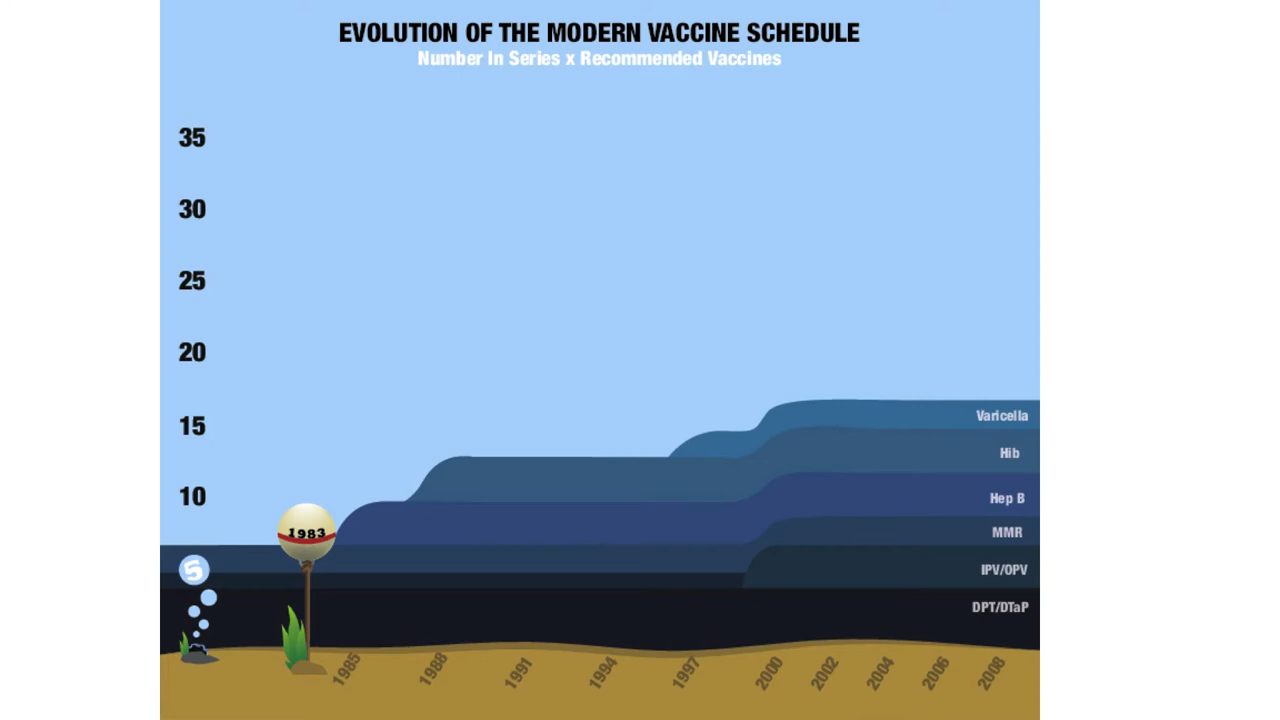 EVOLUTION OF THE MODERN VACCINE SCHEDULE
Number In Series x Recommended Vaccines
35
30
25
20
15
10
5
1983
Varicella
Hib
Hep B
MMR
IPV/OPV
DPT/DTaP
1985
1988
1991
1994
1997
2000
2002
2004
2006
2008